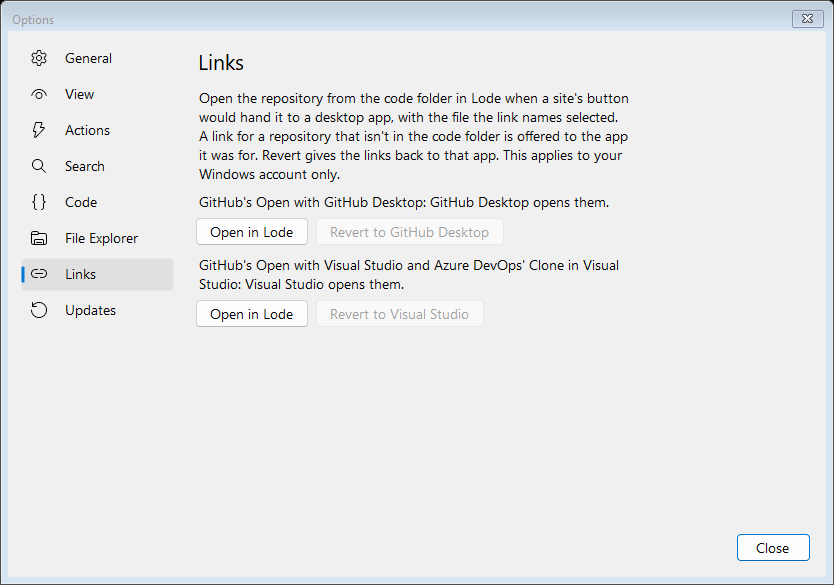 Options
General
View
Actions
Search
{ } Code
File Explorer
Links
Updates
Links
Open the repository from the code folder in Lode when a site's button
would hand it to a desktop app, with the file the link names selected.
A link for a repository that isn't in the code folder is offered to the app
it was for. Revert gives the links back to that app. This applies to your
Windows account only.
GitHub's Open with GitHub Desktop: GitHub Desktop opens them.
Open in Lode Revert to GitHub Desktop
GitHub's Open with Visual Studio and Azure DevOps' Clone in Visual
Studio: Visual Studio opens them.
Open in Lode Revert to Visual Studio
Close